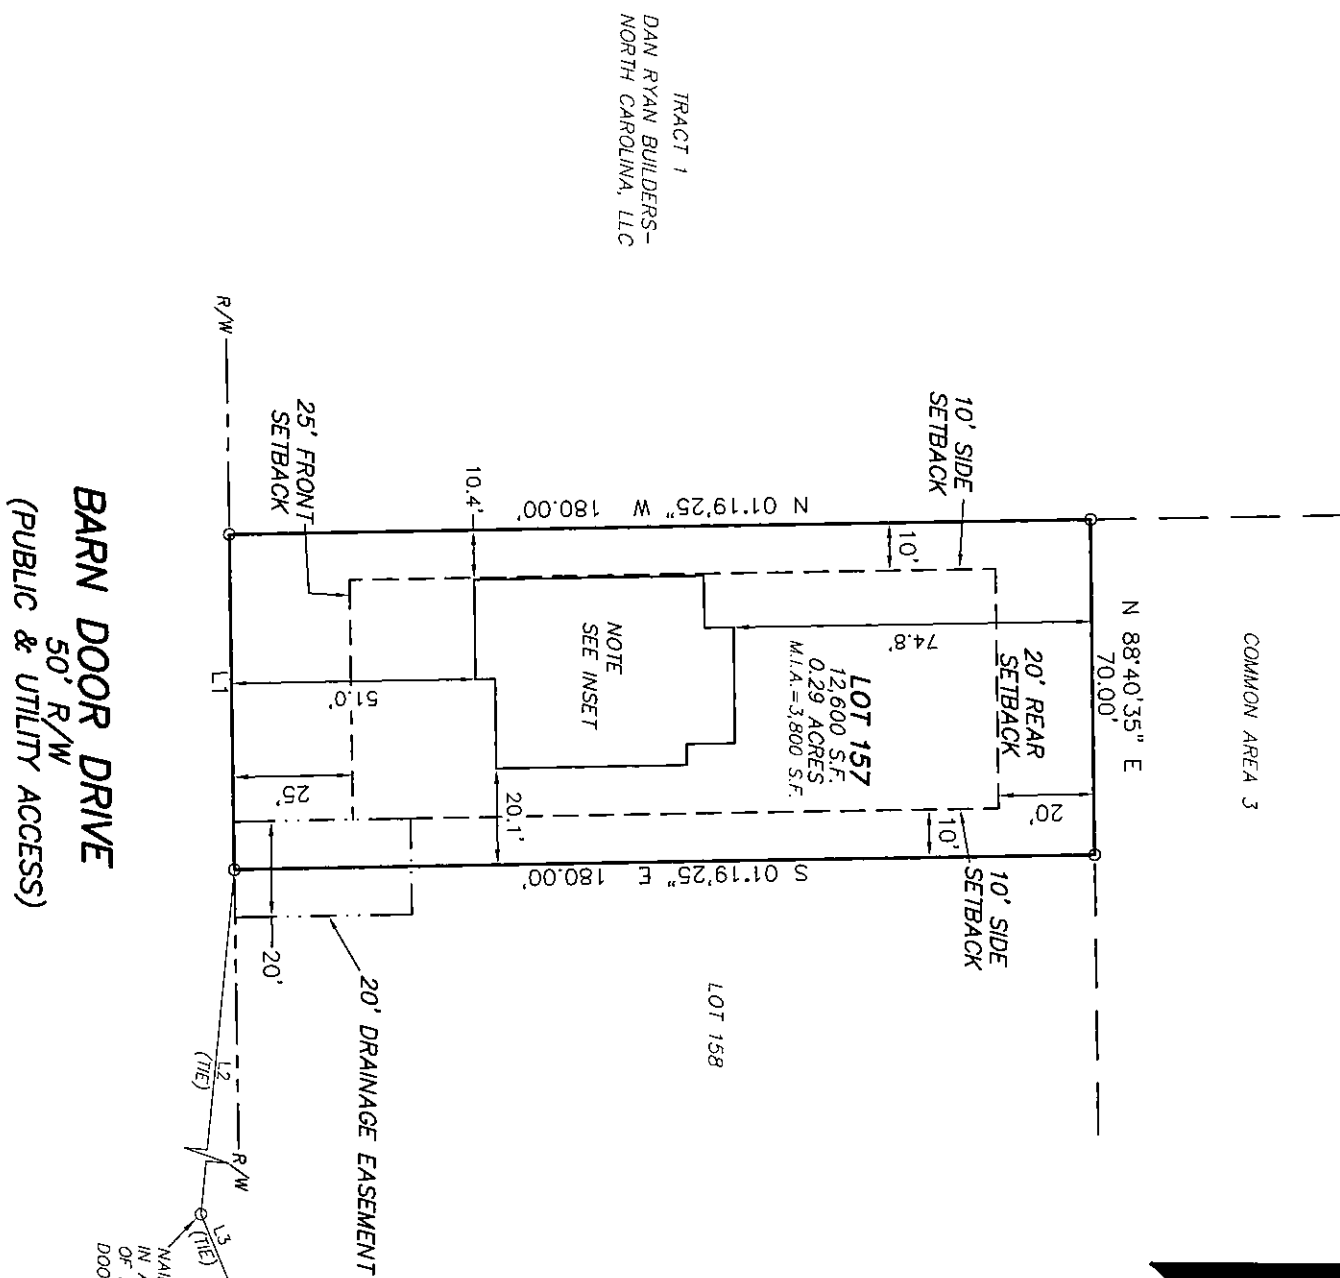 TRACT 1
DAN RYAN BUILDERS-
NORTH CAROLINA, LLC
COMMON AREA 3
N 88°40'35" E
70.00'
10' SIDE
SETBACK
N 01°19'25" W 180.00'
10'
20' REAR
SETBACK
20'
74.8'
LOT 157
12,600 S.F.
0.29 ACRES
M.I.A.=3,800 S.F.
NOTE
SEE INSET
10.4'
10'
10' SIDE
SETBACK
S 01°19'25" E 180.00'
20.1'
LOT 158
R/W
25' FRONT
SETBACK
51.0'
25'
L1
20'
20' DRAINAGE EASEMENT
BARN DOOR DRIVE
50' R/W
(PUBLIC & UTILITY ACCESS)
L2
(TIE)
R/W
L3
(TIE)
IN
OF